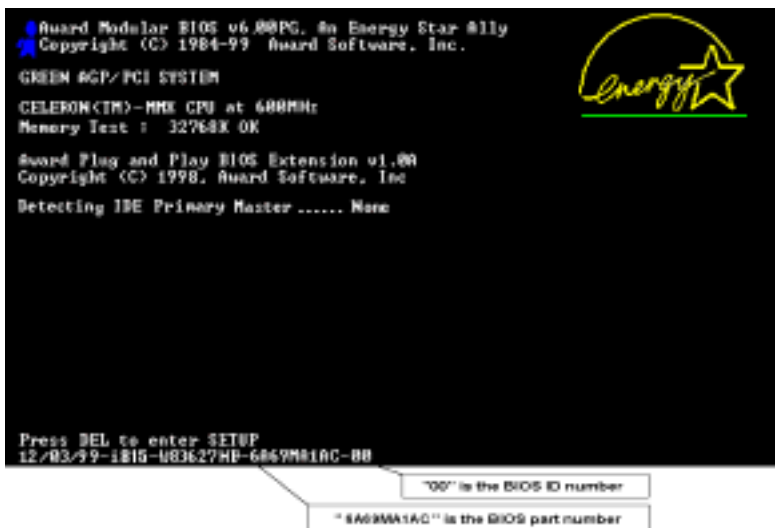 Award Modular BIOS v6.00PG, An Energy Star Ally
Copyright (C) 1984-99 Award Software, Inc.
energy
GREEN AGP/PCI SYSTEM
CELERON(TM)-MMX CPU at 600MHz
Memory Test : 32768K OK
Award Plug and Play BIOS Extension v1.0A
Copyright (C) 1998, Award Software, Inc
Detecting IDE Primary Master ...... None
Press DEL to enter SETUP
12/03/99-i815-W83627HF-6A69MA1AC-00
"00" is the BIOS ID number
"6A69MA1AC" is the BIOS part number